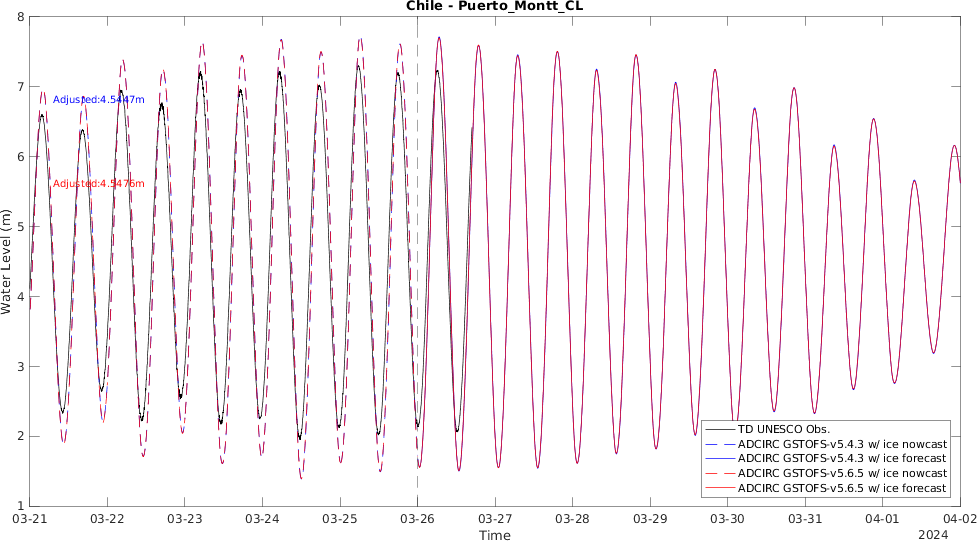 Chile - Puerto_Montt_CL
8
7
6
5
4
3
2
1
Water Level (m)
Adjusted:4.5447m
Adjusted:4.5476m
TD UNESCO Obs.
ADCIRC GSTOFS-v5.4.3 w/ ice nowcast
ADCIRC GSTOFS-v5.4.3 w/ ice forecast
ADCIRC GSTOFS-v5.6.5 w/ ice nowcast
ADCIRC GSTOFS-v5.6.5 w/ ice forecast
03-21 03-22 03-23 03-24 03-25 03-26 03-27 03-28 03-29 03-30 03-31 04-01 04-02
Time
2024